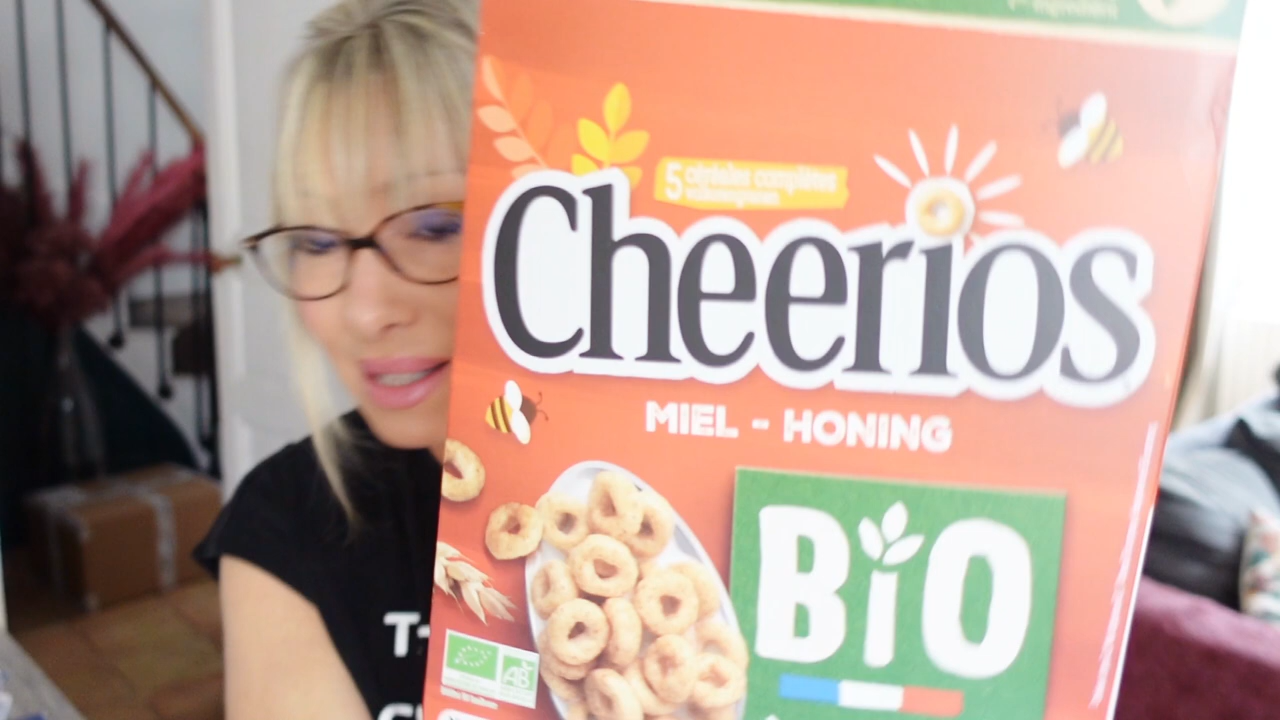 5 céréales complètes
Cheerios
MIEL - HONING
BiO
AB
T